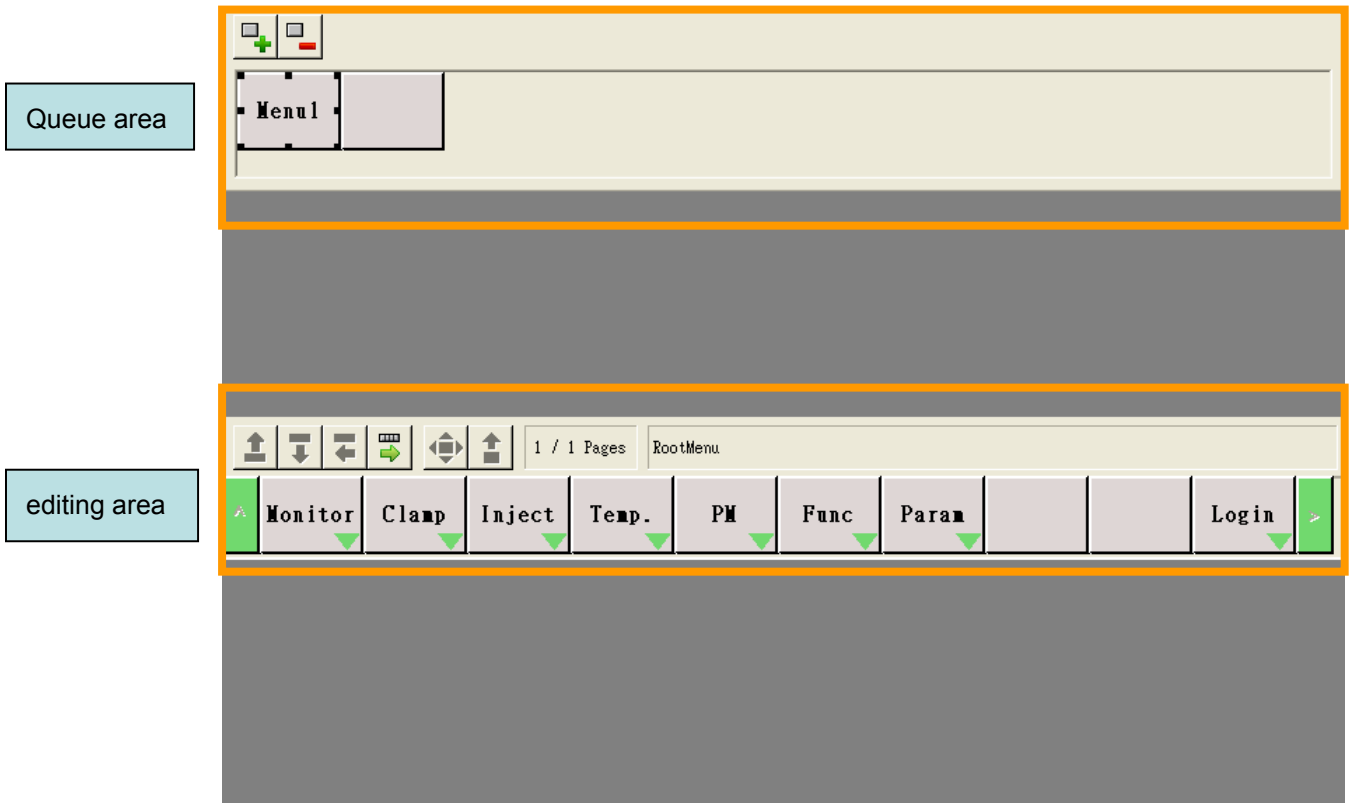 Queue area
Menu1
1 / 1 Pages RootMenu
editing area
Monitor Clamp Inject Temp. PM Func Param Login